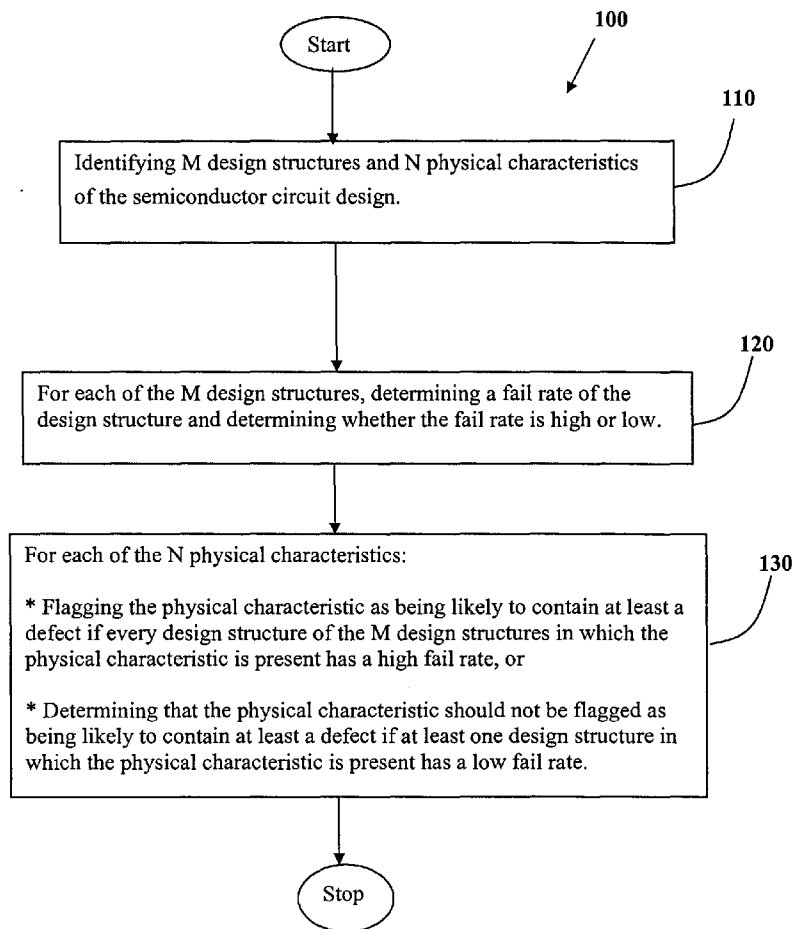 Start
100
110
Identifying M design structures and N physical characteristics
of the semiconductor circuit design.
120
For each of the M design structures, determining a fail rate of the
design structure and determining whether the fail rate is high or low.
130
For each of the N physical characteristics:
* Flagging the physical characteristic as being likely to contain at least a
defect if every design structure of the M design structures in which the
physical characteristic is present has a high fail rate, or
* Determining that the physical characteristic should not be flagged as
being likely to contain at least a defect if at least one design structure in
which the physical characteristic is present has a low fail rate.
Stop